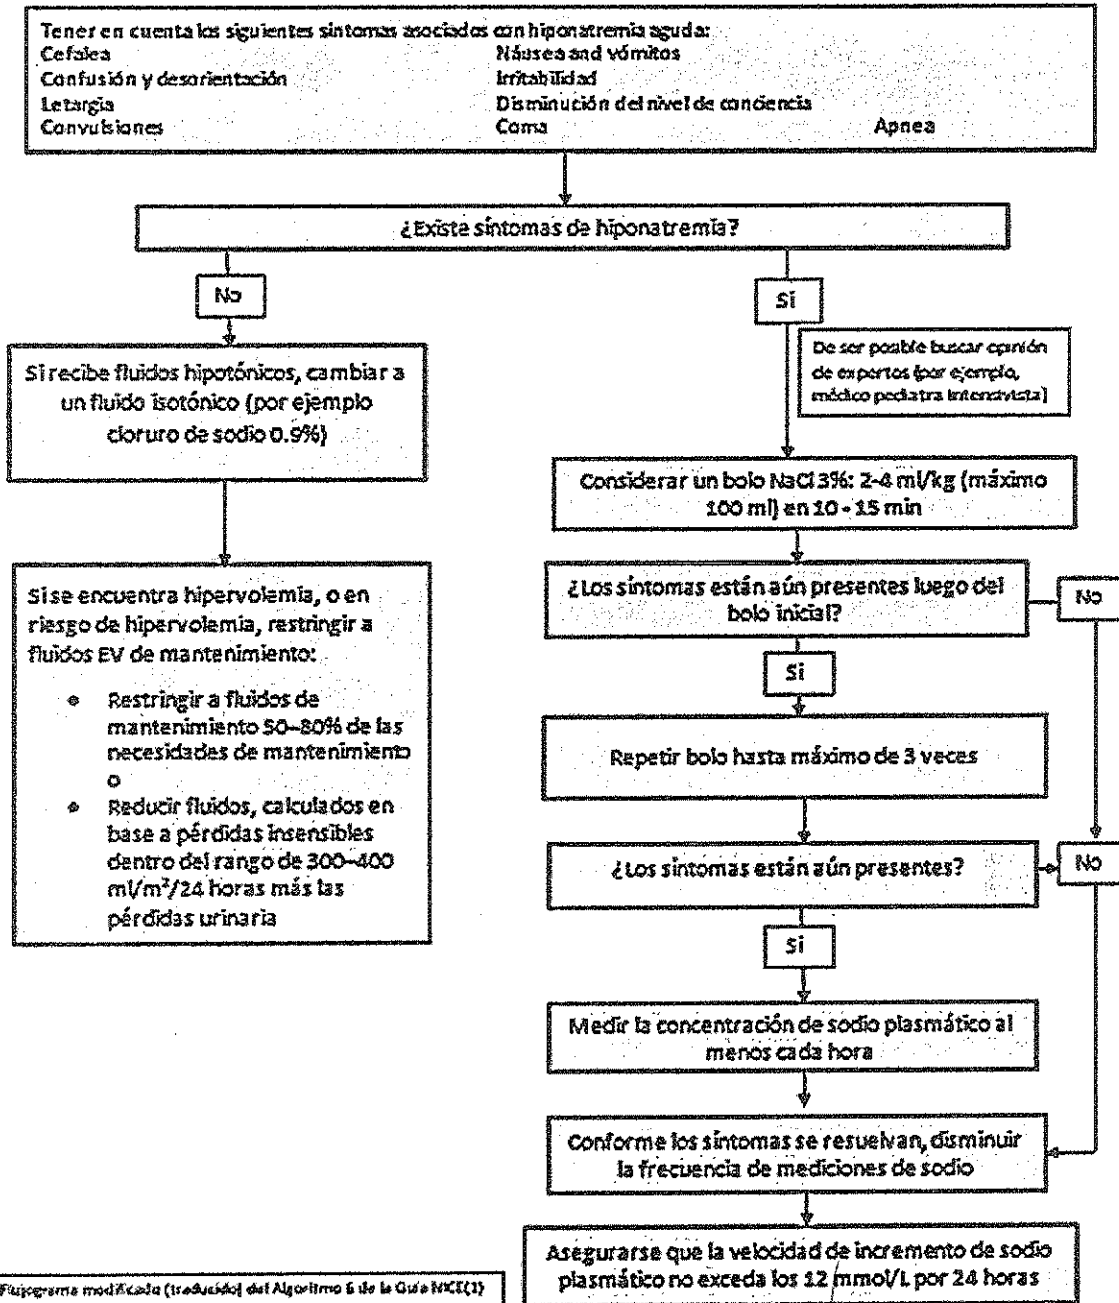 Tener en cuenta los siguientes síntomas asociados con hiponatremia aguda:
Cefalea
Náusea and vómitos
Confusión y desorientación
Irritabilidad
Letargia
Disminución del nivel de conciencia
Convulsiones
Coma
Apnea
¿Existe síntomas de hiponatremia?
No
Si
De ser posible buscar opinión
de expertos (por ejemplo,
médico pediatra intensivista)
Si recibe fluidos hipotónicos, cambiar a
un fluido isotónico (por ejemplo
cloruro de sodio 0.9%)
Considerar un bolo NaCl 3%: 2-4 ml/kg (máximo
100 ml) en 10 - 15 min
Si se encuentra hipervolemia, o en
riesgo de hipervolemia, restringir a
fluidos EV de mantenimiento:
• Restringir a fluidos de
mantenimiento 50–80% de las
necesidades de mantenimiento
o
• Reducir fluidos, calculados en
base a pérdidas insensibles
dentro del rango de 300–400
ml/m²/24 horas más las
pérdidas urinaria
¿Los síntomas están aún presentes luego del
bolo inicial?
No
Si
Repetir bolo hasta máximo de 3 veces
¿Los síntomas están aún presentes?
No
Si
Medir la concentración de sodio plasmático al
menos cada hora
Conforme los síntomas se resuelvan, disminuir
la frecuencia de mediciones de sodio
Asegurarse que la velocidad de incremento de sodio
plasmático no exceda los 12 mmol/L por 24 horas
Flujograma modificado (traducido) del Algoritmo 6 de la Guía NICE(1)